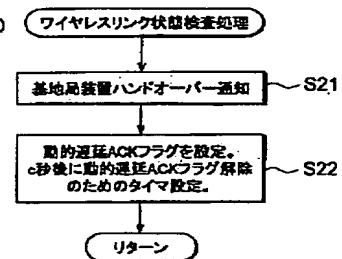 ワイヤレスリンク状態検査処理
基地局装置ハンドオーバー通知
S21
動的遅延ACKフラグを設定。
c秒後に動的遅延ACKフラグ解除
のためのタイマ設定。
S22
リターン